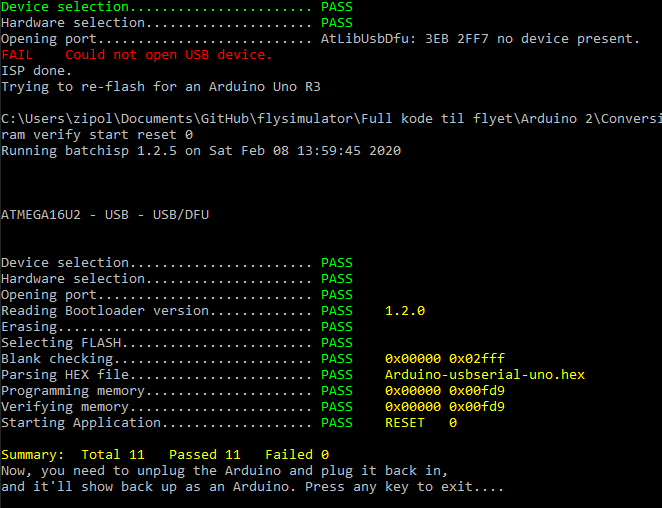 Device selection....................... PASS
Hardware selection..................... PASS
Opening port........................... AtLibUsbDfu: 3EB 2FF7 no device present.
FAIL    Could not open USB device.
ISP done.
Trying to re-flash for an Arduino Uno R3
C:\Users\zipol\Documents\GitHub\flysimulator\Full kode til flyet\Arduino 2\Conversi
ram verify start reset 0
Running batchisp 1.2.5 on Sat Feb 08 13:59:45 2020
ATMEGA16U2 - USB - USB/DFU
Device selection....................... PASS
Hardware selection..................... PASS
Opening port........................... PASS
Reading Bootloader version............. PASS    1.2.0
Erasing................................ PASS
Selecting FLASH........................ PASS
Blank checking......................... PASS    0x00000 0x02fff
Parsing HEX file....................... PASS    Arduino-usbserial-uno.hex
Programming memory..................... PASS    0x00000 0x00fd9
Verifying memory....................... PASS    0x00000 0x00fd9
Starting Application................... PASS    RESET   0
Summary:  Total 11   Passed 11   Failed 0
Now, you need to unplug the Arduino and plug it back in,
and it'll show back up as an Arduino. Press any key to exit....